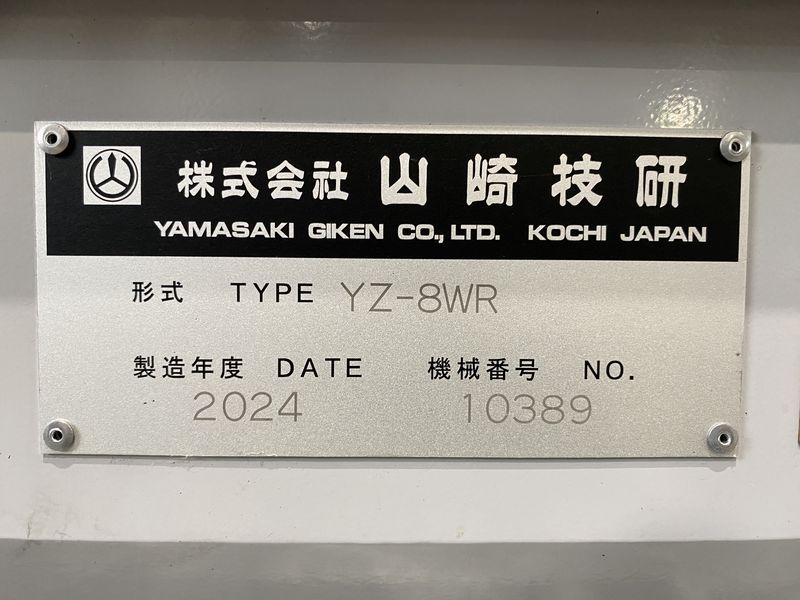 株式会社 山崎技研
YAMASAKI GIKEN CO., LTD. KOCHI JAPAN
形式 TYPE YZ-8WR
製造年度 DATE 機械番号 NO.
2024 10389